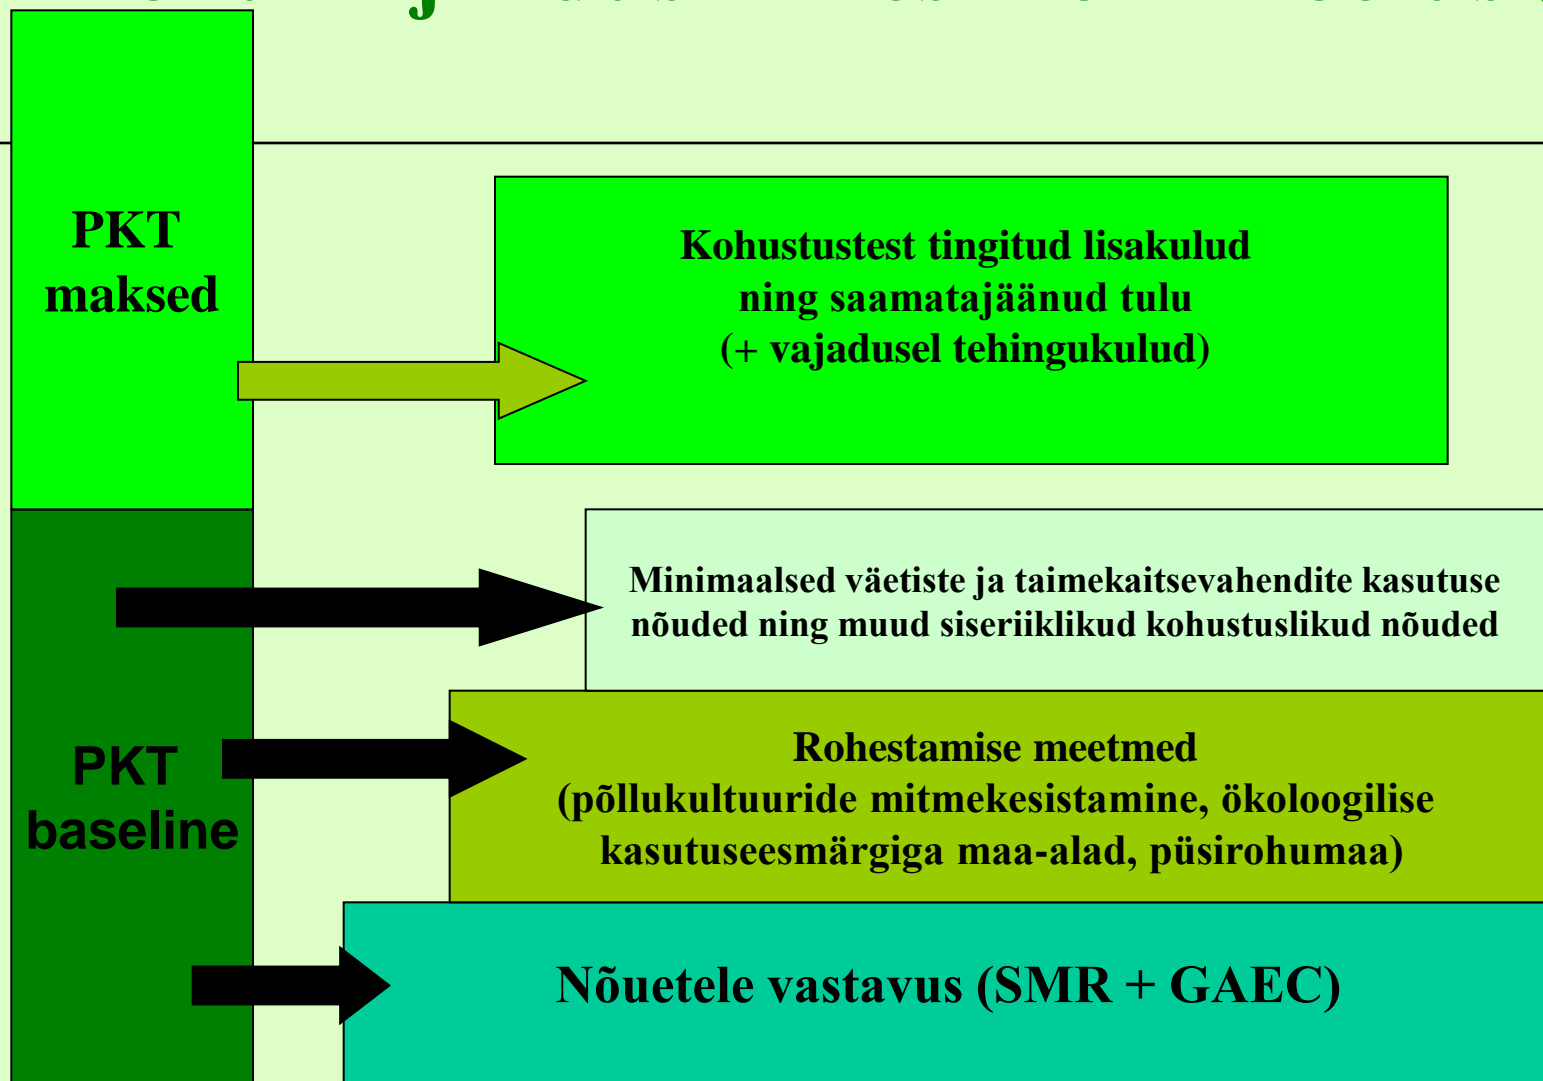 PKT
maksed
Kohustustest tingitud lisakulud
ning saamatajäänud tulu
(+ vajadusel tehingukulud)
Minimaalsed väetiste ja taimekaitsevahendite kasutuse
nõuded ning muud siseriiklikud kohustuslikud nõuded
PKT
baseline
Rohestamise meetmed
(põllukultuuride mitmekesistamine, ökoloogilise
kasutuseesmärgiga maa-alad, püsirohumaa)
Nõuetele vastavus (SMR + GAEC)